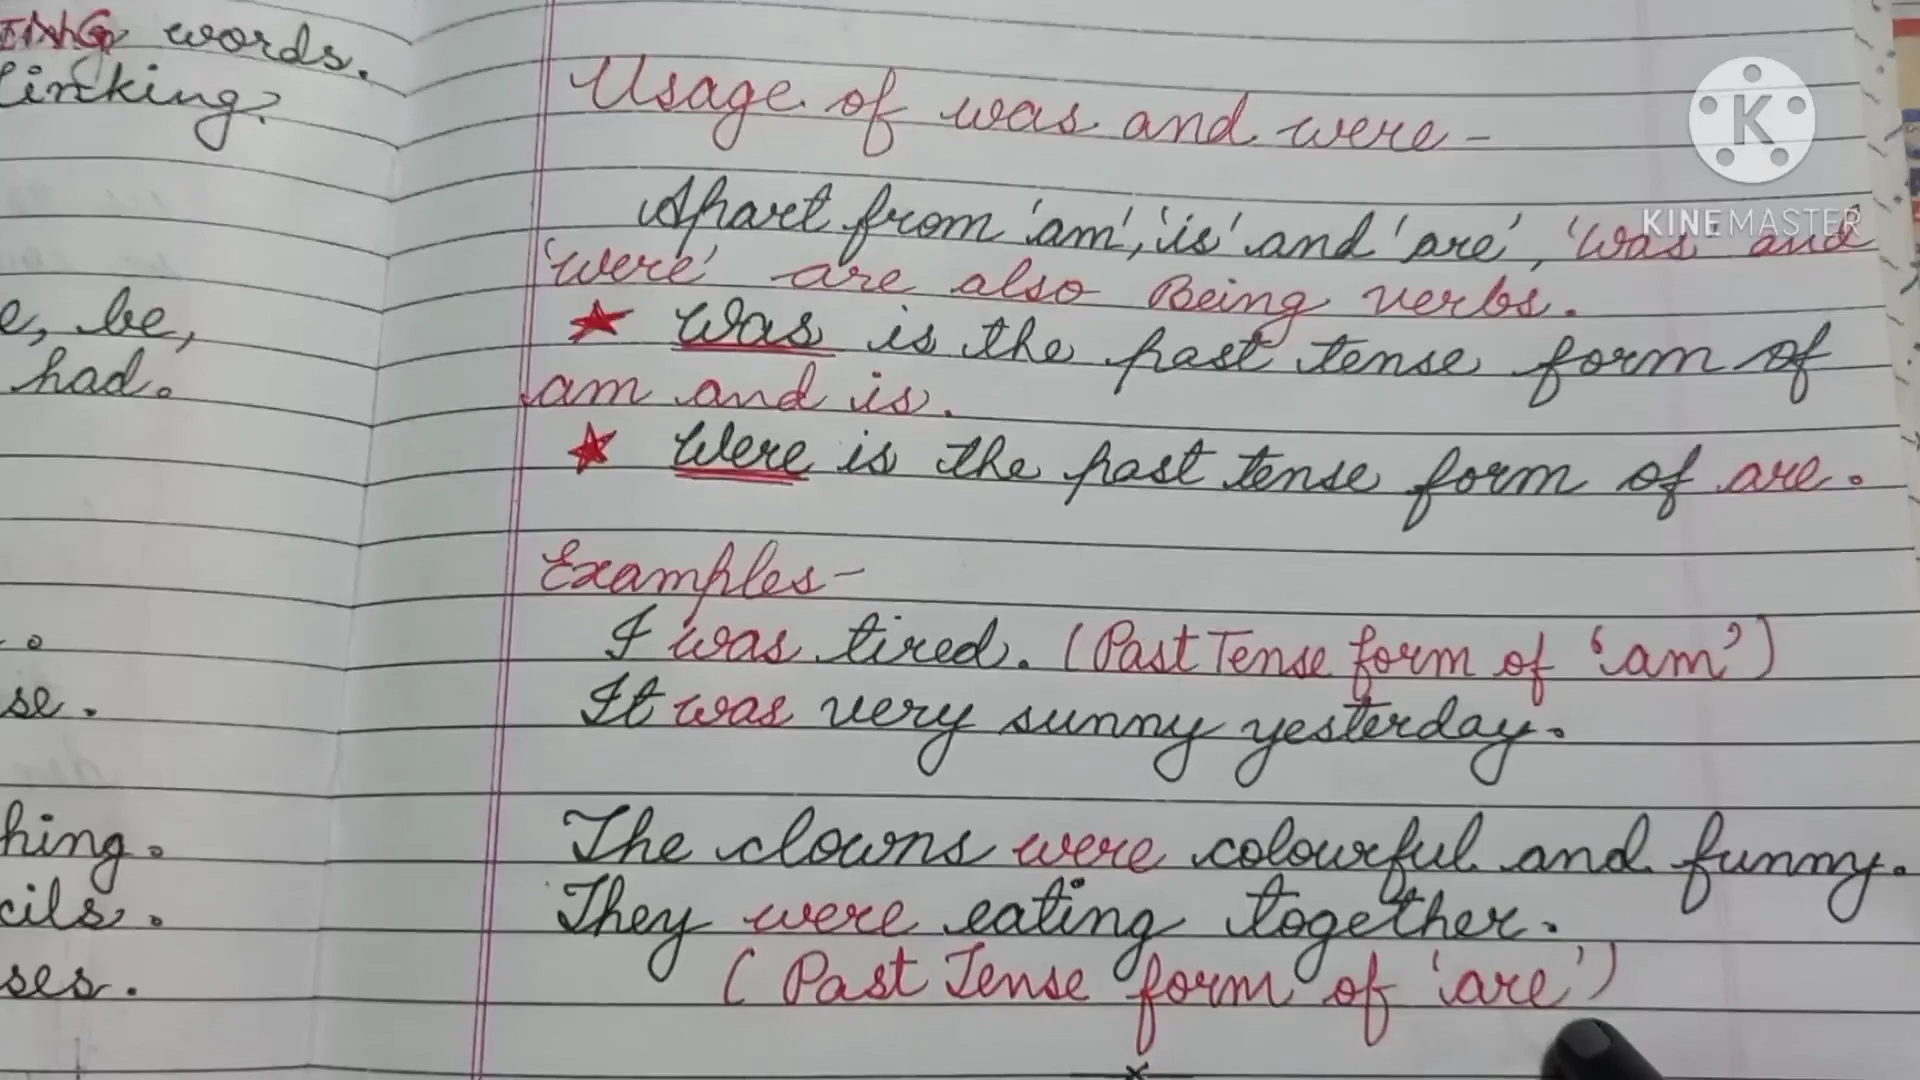 ING words.
linking?
e, be,
had.
se.
hing.
cils.
ses.
Usage of was and were -
Apart from 'am', 'is' and 'are', 'was' and
'were' are also Being verbs.
★ Was is the past tense form of
am and is.
★ Were is the past tense form of are.
Examples-
I was tired. (Past Tense form of 'am')
It was very sunny yesterday.
The clowns were colourful and funny.
They were eating together.
(Past Tense form of 'are')
K
KINEMASTER